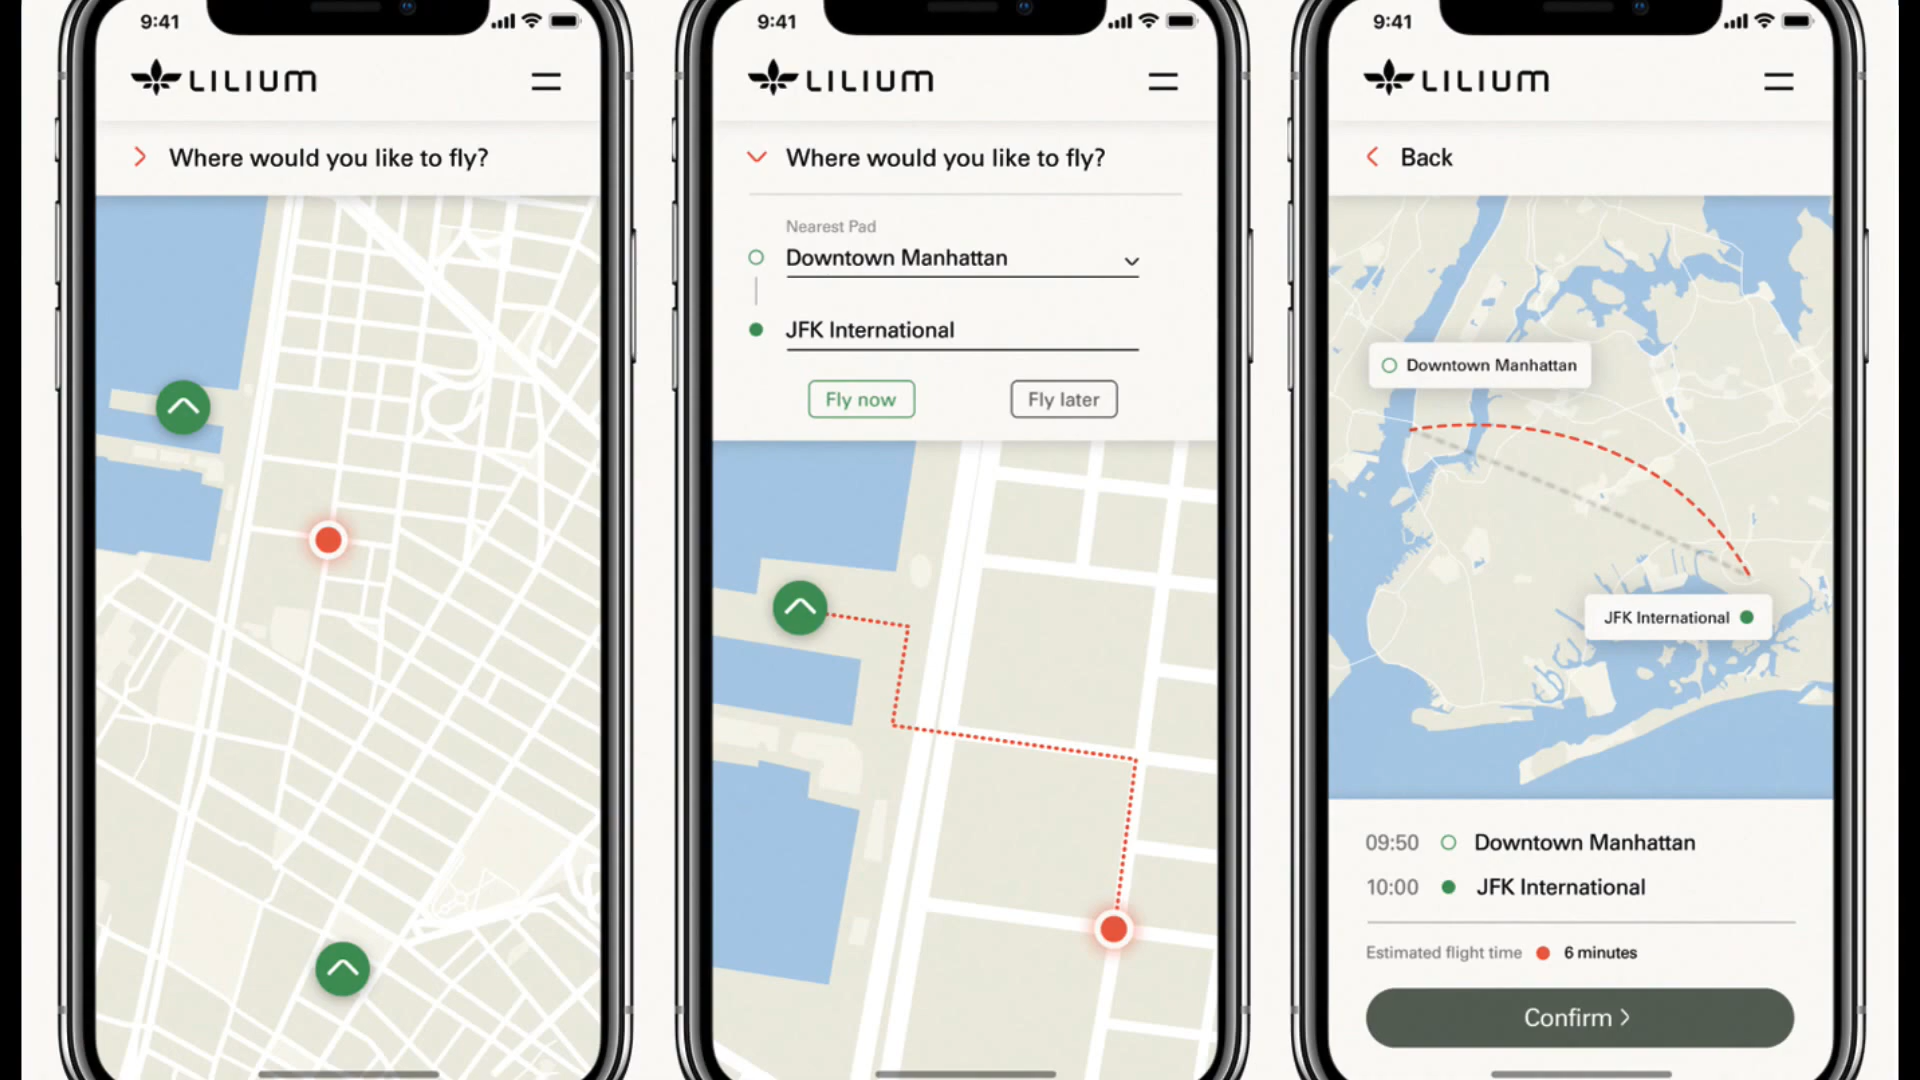 9:41
LILIUM
Where would you like to fly?
9:41
LILIUM
Where would you like to fly?
Nearest Pad
Downtown Manhattan
JFK International
Fly now
Fly later
9:41
LILIUM
Back
Downtown Manhattan
JFK International
09:50 Downtown Manhattan
10:00 JFK International
Estimated flight time 6 minutes
Confirm >